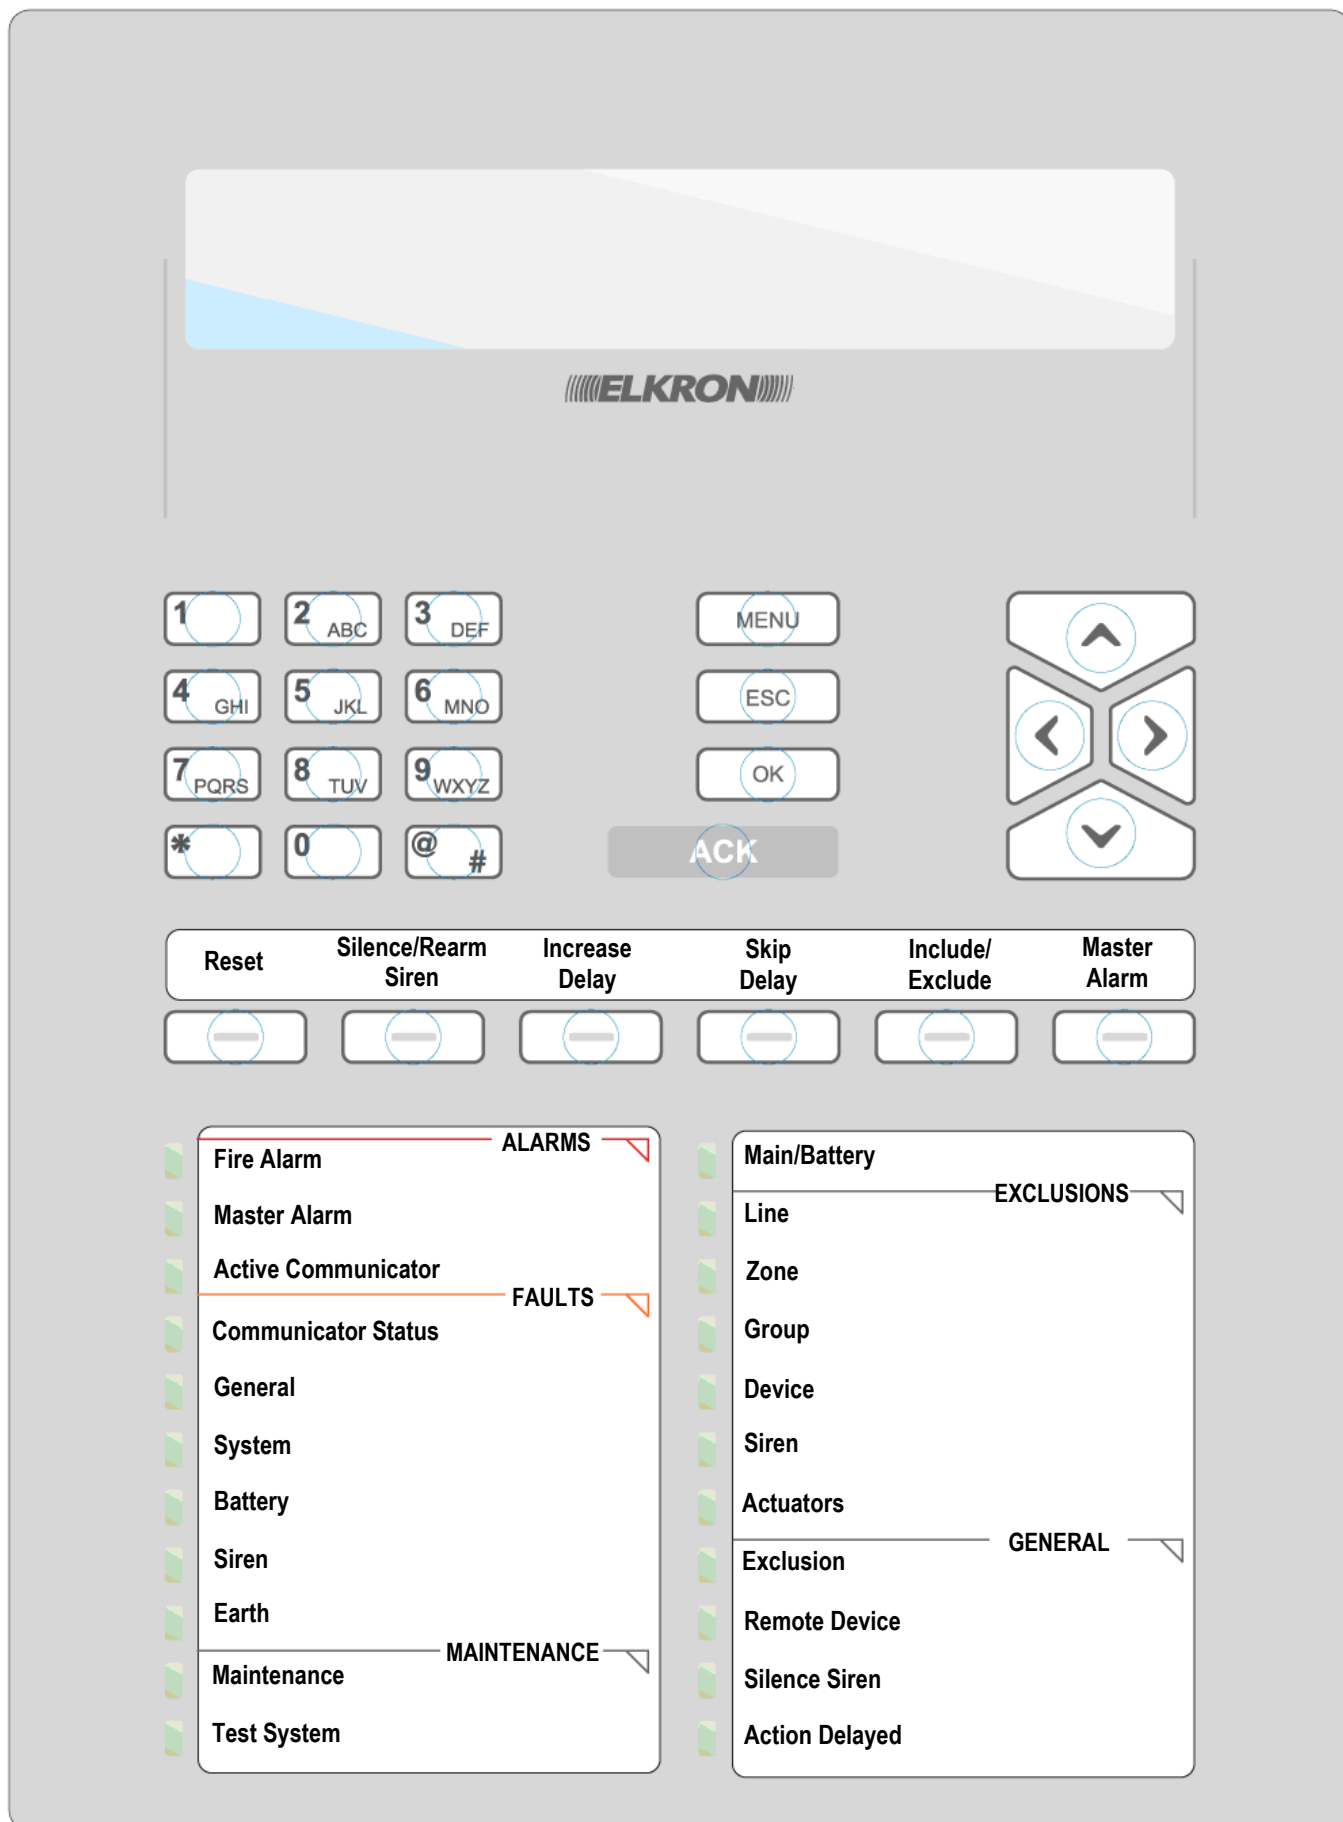 ELKRON
1
2 ABC
3 DEF
MENU
4 GHI
5 JKL
6 MNO
ESC
7 PQRS
8 TUV
9 WXYZ
OK
*
0
@ #
ACK
Reset
Silence/Rearm
Siren
Increase
Delay
Skip
Delay
Include/
Exclude
Master
Alarm
ALARMS
Fire Alarm
Master Alarm
Active Communicator
FAULTS
Communicator Status
General
System
Battery
Siren
Earth
MAINTENANCE
Maintenance
Test System
Main/Battery
EXCLUSIONS
Line
Zone
Group
Device
Siren
Actuators
GENERAL
Exclusion
Remote Device
Silence Siren
Action Delayed